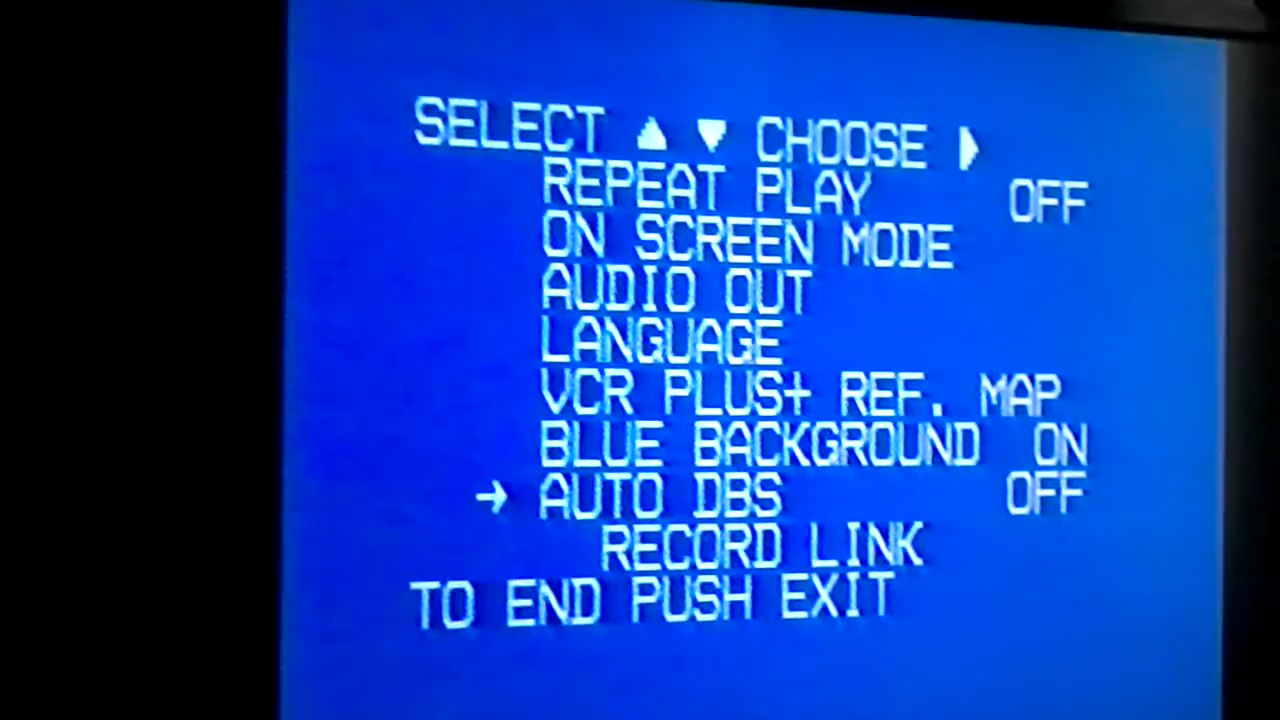 SELECT ▲ ▼ CHOOSE ▶
REPEAT PLAY OFF
ON SCREEN MODE
AUDIO OUT
LANGUAGE
VCR PLUS+ REF. MAP
BLUE BACKGROUND ON
→ AUTO DBS OFF
RECORD LINK
TO END PUSH EXIT